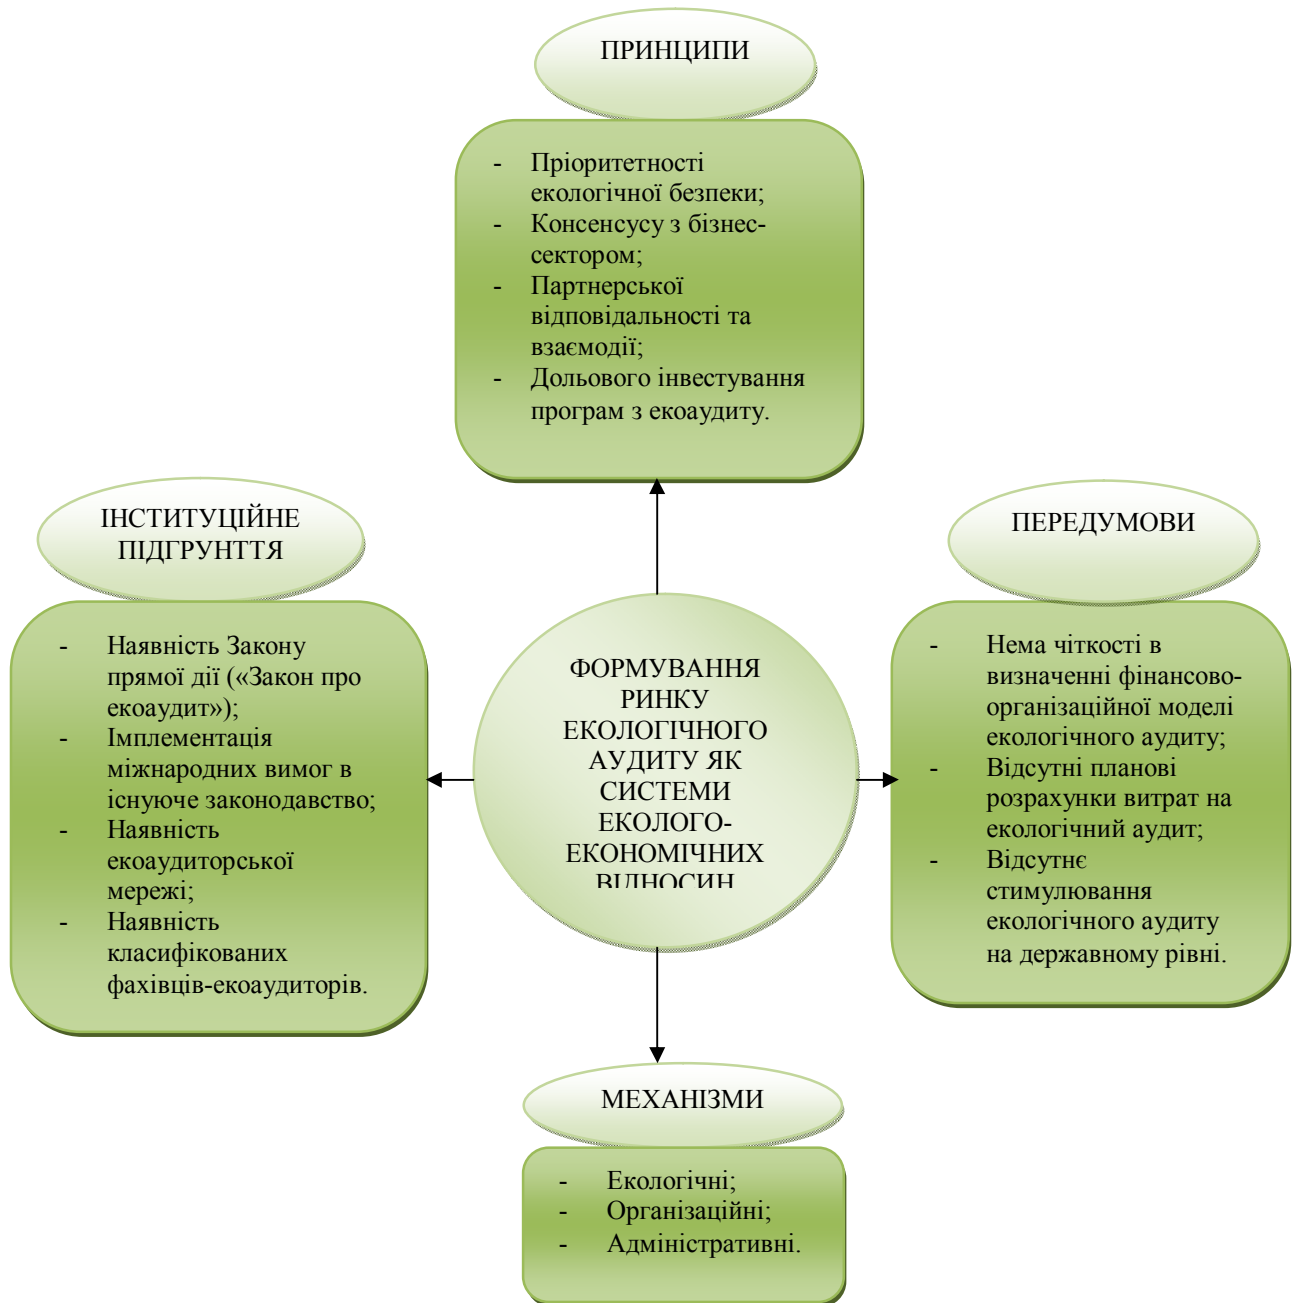 ПРИНЦИПИ
- Пріоритетності
екологічної безпеки;
- Консенсусу з бізнес-
сектором;
- Партнерської
відповідальності та
взаємодії;
- Дольового інвестування
програм з екоаудиту.
ІНСТИТУЦІЙНЕ
ПІДГРУНТТЯ
- Наявність Закону
прямої дії («Закон про
екоаудит»);
- Імплементація
міжнародних вимог в
існуюче законодавство;
- Наявність
екоаудиторської
мережі;
- Наявність
класифікованих
фахівців-екоаудиторів.
ФОРМУВАННЯ
РИНКУ
ЕКОЛОГІЧНОГО
АУДИТУ ЯК
СИСТЕМИ
ЕКОЛОГО-
ЕКОНОМІЧНИХ
ВІДНОСИН
ПЕРЕДУМОВИ
- Нема чіткості в
визначенні фінансово-
організаційної моделі
екологічного аудиту;
- Відсутні планові
розрахунки витрат на
екологічний аудит;
- Відсутнє
стимулювання
екологічного аудиту
на державному рівні.
МЕХАНІЗМИ
- Екологічні;
- Організаційні;
- Адміністративні.